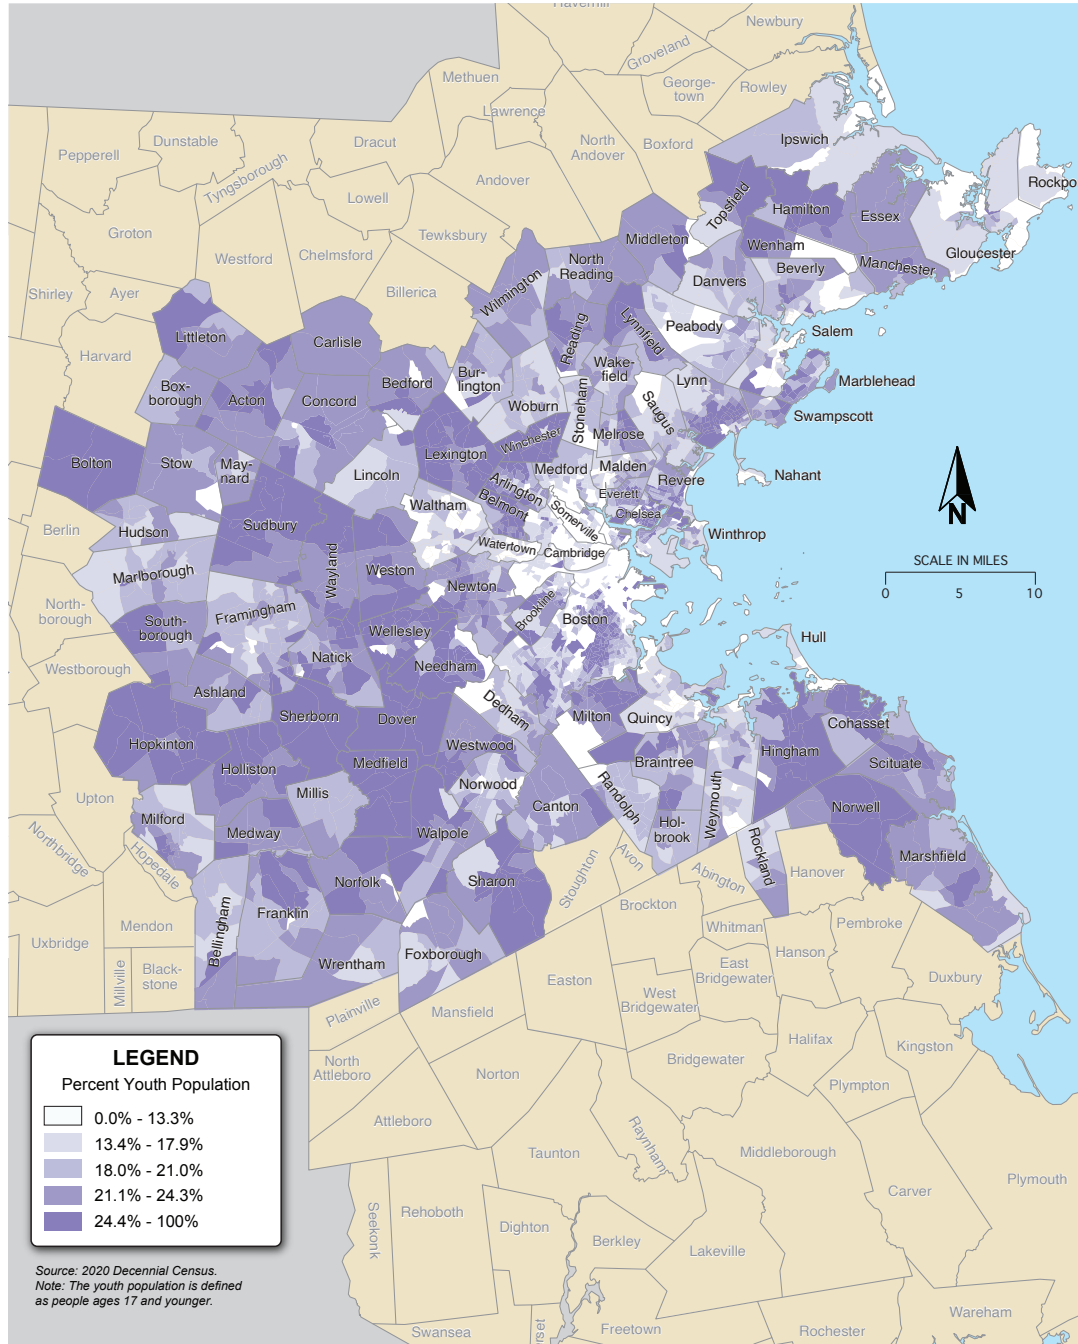 Haverhill
Newbury
Groveland
Methuen
George-
town
Rowley
Lawrence
Dunstable
Dracut
North
Andover
Boxford
Ipswich
Pepperell
Tyngsborough
Andover
Rockpo
Lowell
Topsfield
Hamilton
Essex
Groton
Tewksbury
Middleton
Wenham
Gloucester
Westford
Chelmsford
North
Reading
Beverly
Manchester
Shirley
Ayer
Billerica
Wilmington
Danvers
Littleton
Carlisle
Reading
Lynnfield
Peabody
Salem
Harvard
Wake-
field
Box-
borough
Acton
Concord
Bedford
Bur-
lington
Lynn
Marblehead
Woburn
Stoneham
Saugus
Swampscott
Winchester
Melrose
Bolton
Stow
May-
nard
Lincoln
Lexington
Arlington
Medford
Malden
Revere
Nahant
Belmont
Everett
Waltham
Somerville
Chelsea
N
Berlin
Hudson
Sudbury
Watertown
Cambridge
Winthrop
Marlborough
Wayland
Weston
Newton
SCALE IN MILES
0
5
10
North-
borough
Framingham
Brookline
Boston
South-
borough
Wellesley
Hull
Westborough
Natick
Needham
Ashland
Dedham
Sherborn
Dover
Milton
Quincy
Cohasset
Hopkinton
Westwood
Hingham
Holliston
Medfield
Braintree
Scituate
Upton
Millis
Norwood
Randolph
Weymouth
Milford
Medway
Walpole
Canton
Hol-
brook
Norwell
Northbridge
Hopedale
Rockland
Marshfield
Norfolk
Sharon
Stoughton
Avon
Abington
Hanover
Franklin
Brockton
Bellingham
Mendon
Whitman
Pembroke
Uxbridge
Foxborough
Hanson
Wrentham
Millville
Black-
stone
Easton
East
Bridgewater
Duxbury
West
Bridgewater
Plainville
Mansfield
Halifax
Kingston
North
Attleboro
Norton
Bridgewater
Plympton
Attleboro
Raynham
Taunton
Middleborough
Plymouth
Carver
Seekonk
Rehoboth
Dighton
Berkley
Lakeville
Wareham
Swansea
Freetown
Rochester
LEGEND
Percent Youth Population
0.0% - 13.3%
13.4% - 17.9%
18.0% - 21.0%
21.1% - 24.3%
24.4% - 100%
Source: 2020 Decennial Census.
Note: The youth population is defined
as people ages 17 and younger.